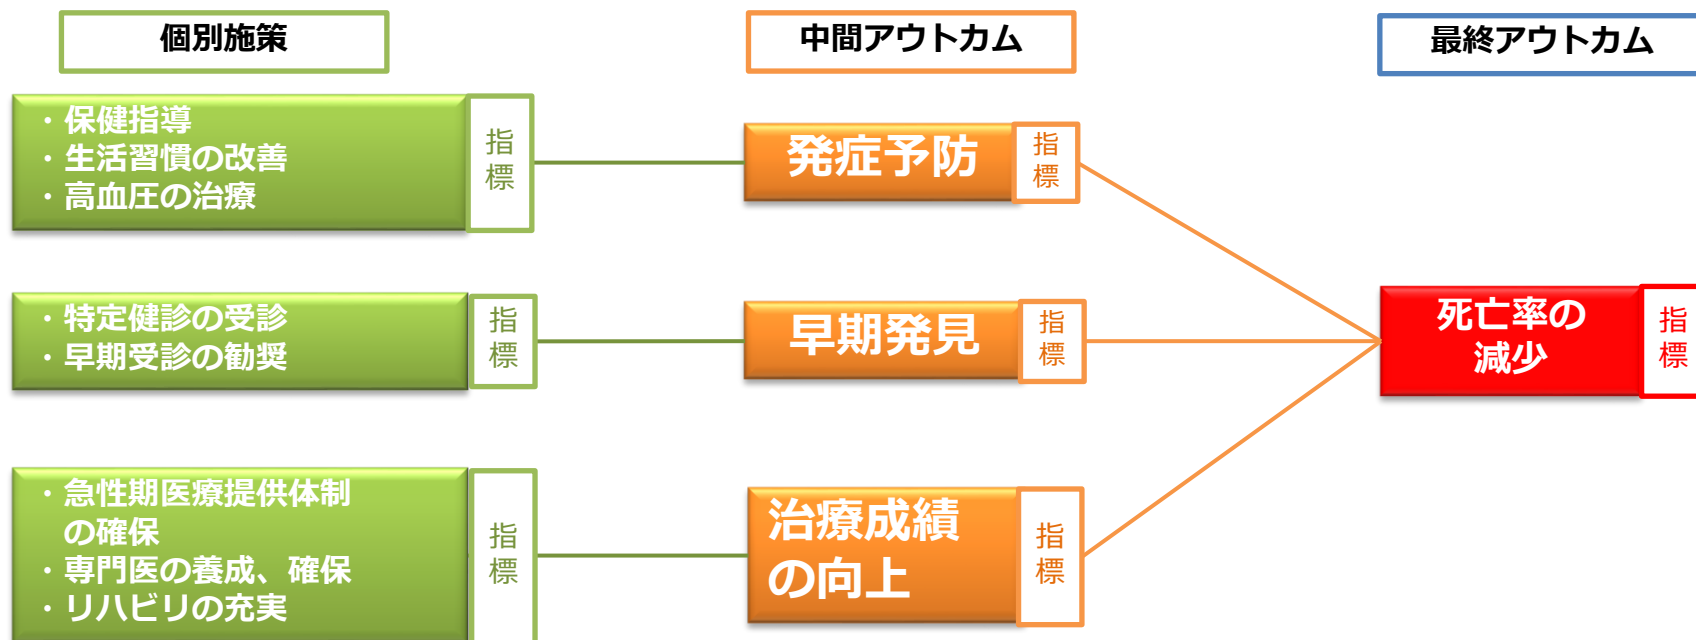 個別施策
中間アウトカム
最終アウトカム
・保健指導
・生活習慣の改善
・高血圧の治療
指
標
発症予防
指
標
・特定健診の受診
・早期受診の勧奨
指
標
早期発見
指
標
死亡率の
減少
指
標
・急性期医療提供体制
の確保
・専門医の養成、確保
・リハビリの充実
指
標
治療成績
の向上
指
標